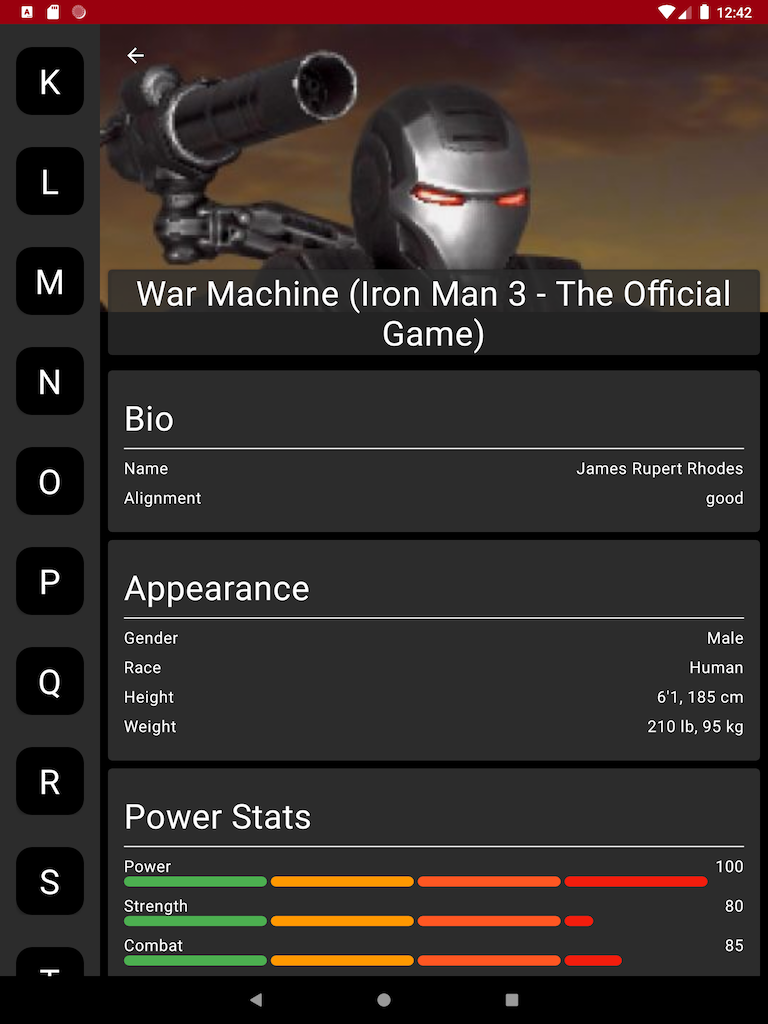 A
12:42
K
L
M
N
O
P
Q
R
S
War Machine (Iron Man 3 - The Official
Game)
Bio
Name James Rupert Rhodes
Alignment good
Appearance
Gender Male
Race Human
Height 6'1, 185 cm
Weight 210 lb, 95 kg
Power Stats
Power 100
Strength 80
Combat 85